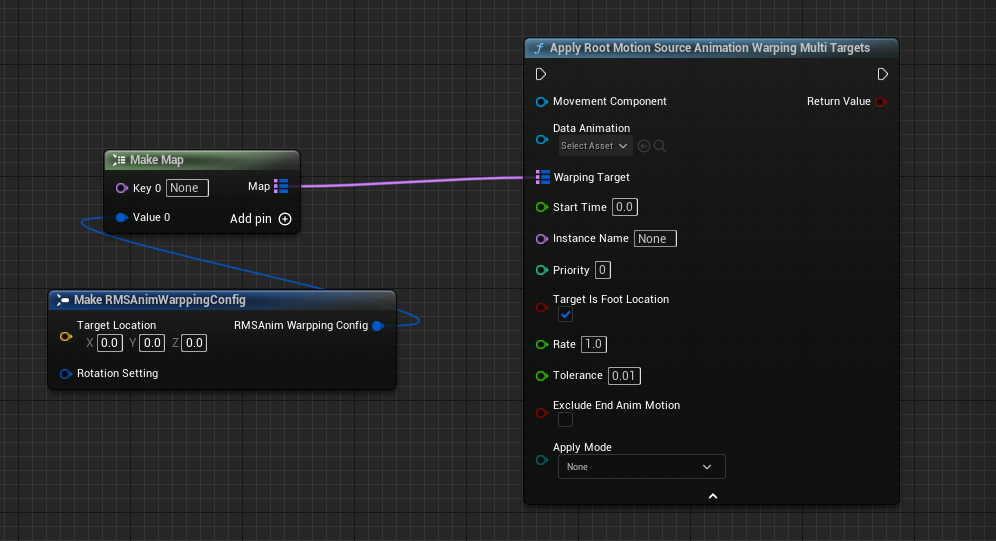 Apply Root Motion Source Animation Warping Multi Targets
Movement Component
Return Value
Data Animation
Select Asset
Make Map
Key 0 None
Map
Warping Target
Value 0
Add pin
Start Time 0.0
Instance Name None
Priority 0
Make RMSAnimWarppingConfig
Target Location
X 0.0 Y 0.0 Z 0.0
RMSAnim Warpping Config
Rotation Setting
Target Is Foot Location
Rate 1.0
Tolerance 0.01
Exclude End Anim Motion
Apply Mode
None